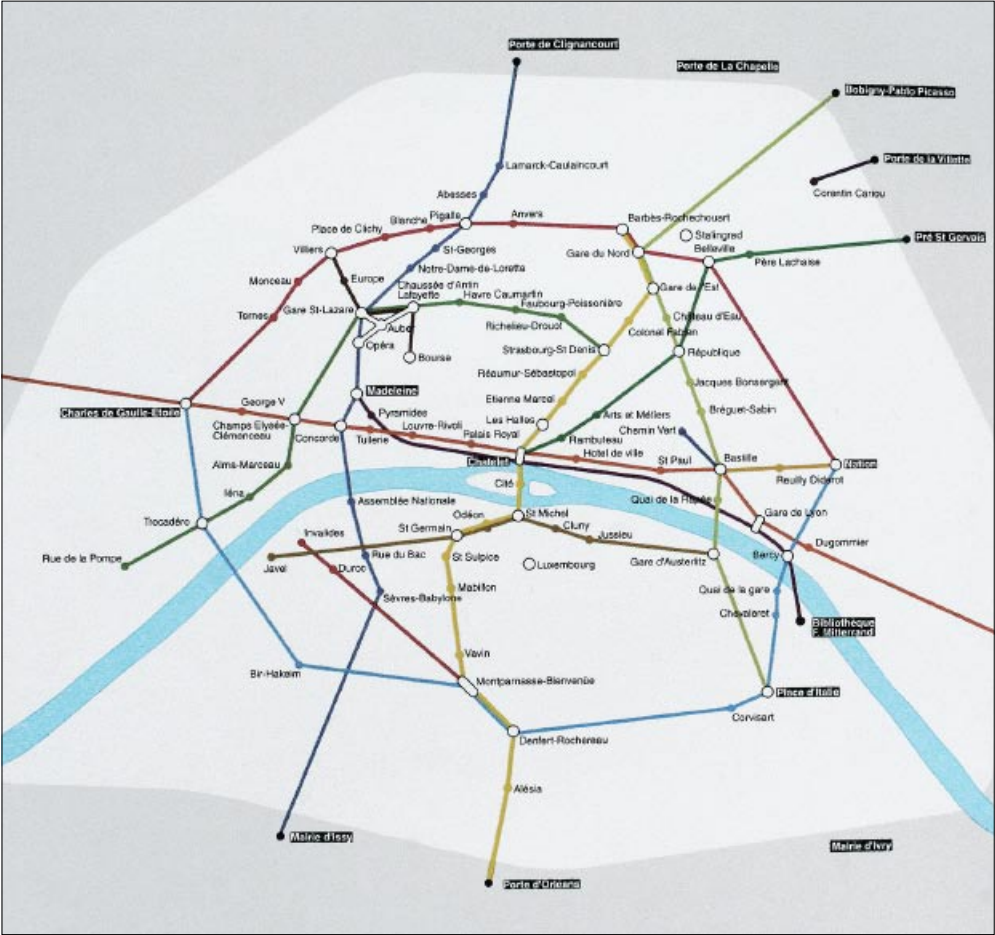 Porte de Clignancourt
Porte de La Chapelle
Bobigny-Pablo Picasso
Porte de la Villette
Lamarck-Caulaincourt
Corentin Cariou
Abesses
Pigalle
Anvers
Blanche
Place de Clichy
Barbès-Rochechouert
Stalingrad
Pré St Gervais
Villiers
St-Georges
Gare du Nord
Belleville
Père Lachaise
Notre-Dame-de-Lorette
Monceau
Europe
Chaussée d'Antin
Lafayette
Havre Caumartin
Gare de l'Est
Faubourg-Poissonière
Gare St-Lazare
Ternes
Château d'Eau
Richelieu-Drouot
Auber
Colonel Fabien
Opéra
Strasbourg-St Denis
République
Bourse
Réaumur-Sébastopol
Jacques Bonsergent
Madeleine
Etienne Marcel
George V
Charles de Gaulle-Etoile
Pyramides
Bréguet-Sabin
Arts et Métiers
Champs Elysée-
Clémonceau
Louvre-Rivoli
Les Halles
Chemin Vert
Concorde
Tuilerie
Palais Royal
Rambuteau
Hotel de ville
Chatelet
St Paul
Bastille
Nation
Alma-Marceau
Reuilly Diderot
Cité
Iéna
Assemblée Nationale
Quai de la Rapée
Trocadéro
Odéon
St Michel
Gare de Lyon
Invalides
St Germain
Cluny
Jussieu
Dugommier
Rue de la Pompe
Javel
Rue du Bac
St Sulpice
Luxembourg
Gare d'Austerlitz
Bercy
Duroc
Mabillon
Quai de la gare
Sèvres-Babylone
Chevaleret
Bibliothèque
F. Mitterrand
Vavin
Bir-Hakeim
Montparnasse-Bienvenüe
Place d'Italie
Corvisart
Denfert-Rochereau
Alésia
Mairie d'Issy
Mairie d'Ivry
Porte d'Orléans